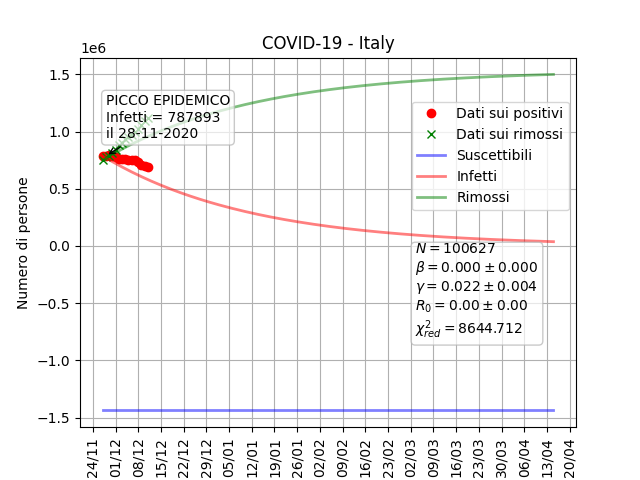 COVID-19 - Italy
1e6
1.5
1.0
0.5
0.0
−0.5
−1.0
−1.5
Numero di persone
PICCO EPIDEMICO
Infetti = 787893
il 28-11-2020
Dati sui positivi
Dati sui rimossi
Suscettibili
Infetti
Rimossi
N = 100627
β = 0.000 ± 0.000
γ = 0.022 ± 0.004
R₀ = 0.00 ± 0.00
χ²_red = 8644.712
24/11
01/12
08/12
15/12
22/12
29/12
05/01
12/01
19/01
26/01
02/02
09/02
16/02
23/02
02/03
09/03
16/03
23/03
30/03
06/04
13/04
20/04